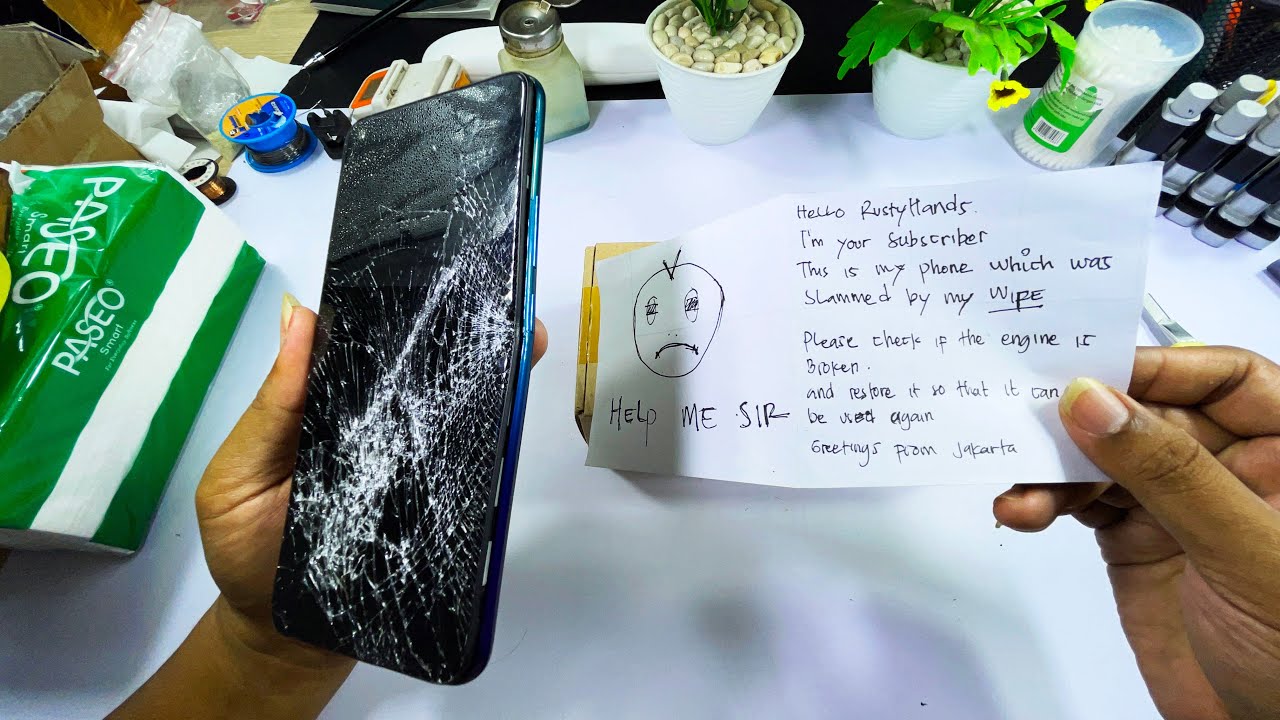 PASEO
Smart
PASEO
Smart
Hello RustyHands.
I'm your Subscriber
This is my phone which was
Slammed by my WIFE
Please check if the engine is
Broken.
and restore it so that it can
be used again
Greetings from Jakarta
HELP ME SIR